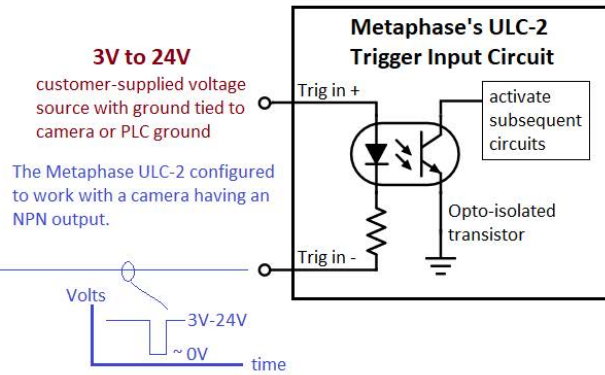 Metaphase's ULC-2
Trigger Input Circuit
3V to 24V
customer-supplied voltage
source with ground tied to
camera or PLC ground
Trig in +
activate
subsequent
circuits
The Metaphase ULC-2 configured
to work with a camera having an
NPN output.
Opto-isolated
transistor
Trig in -
Volts
3V-24V
~ 0V
time